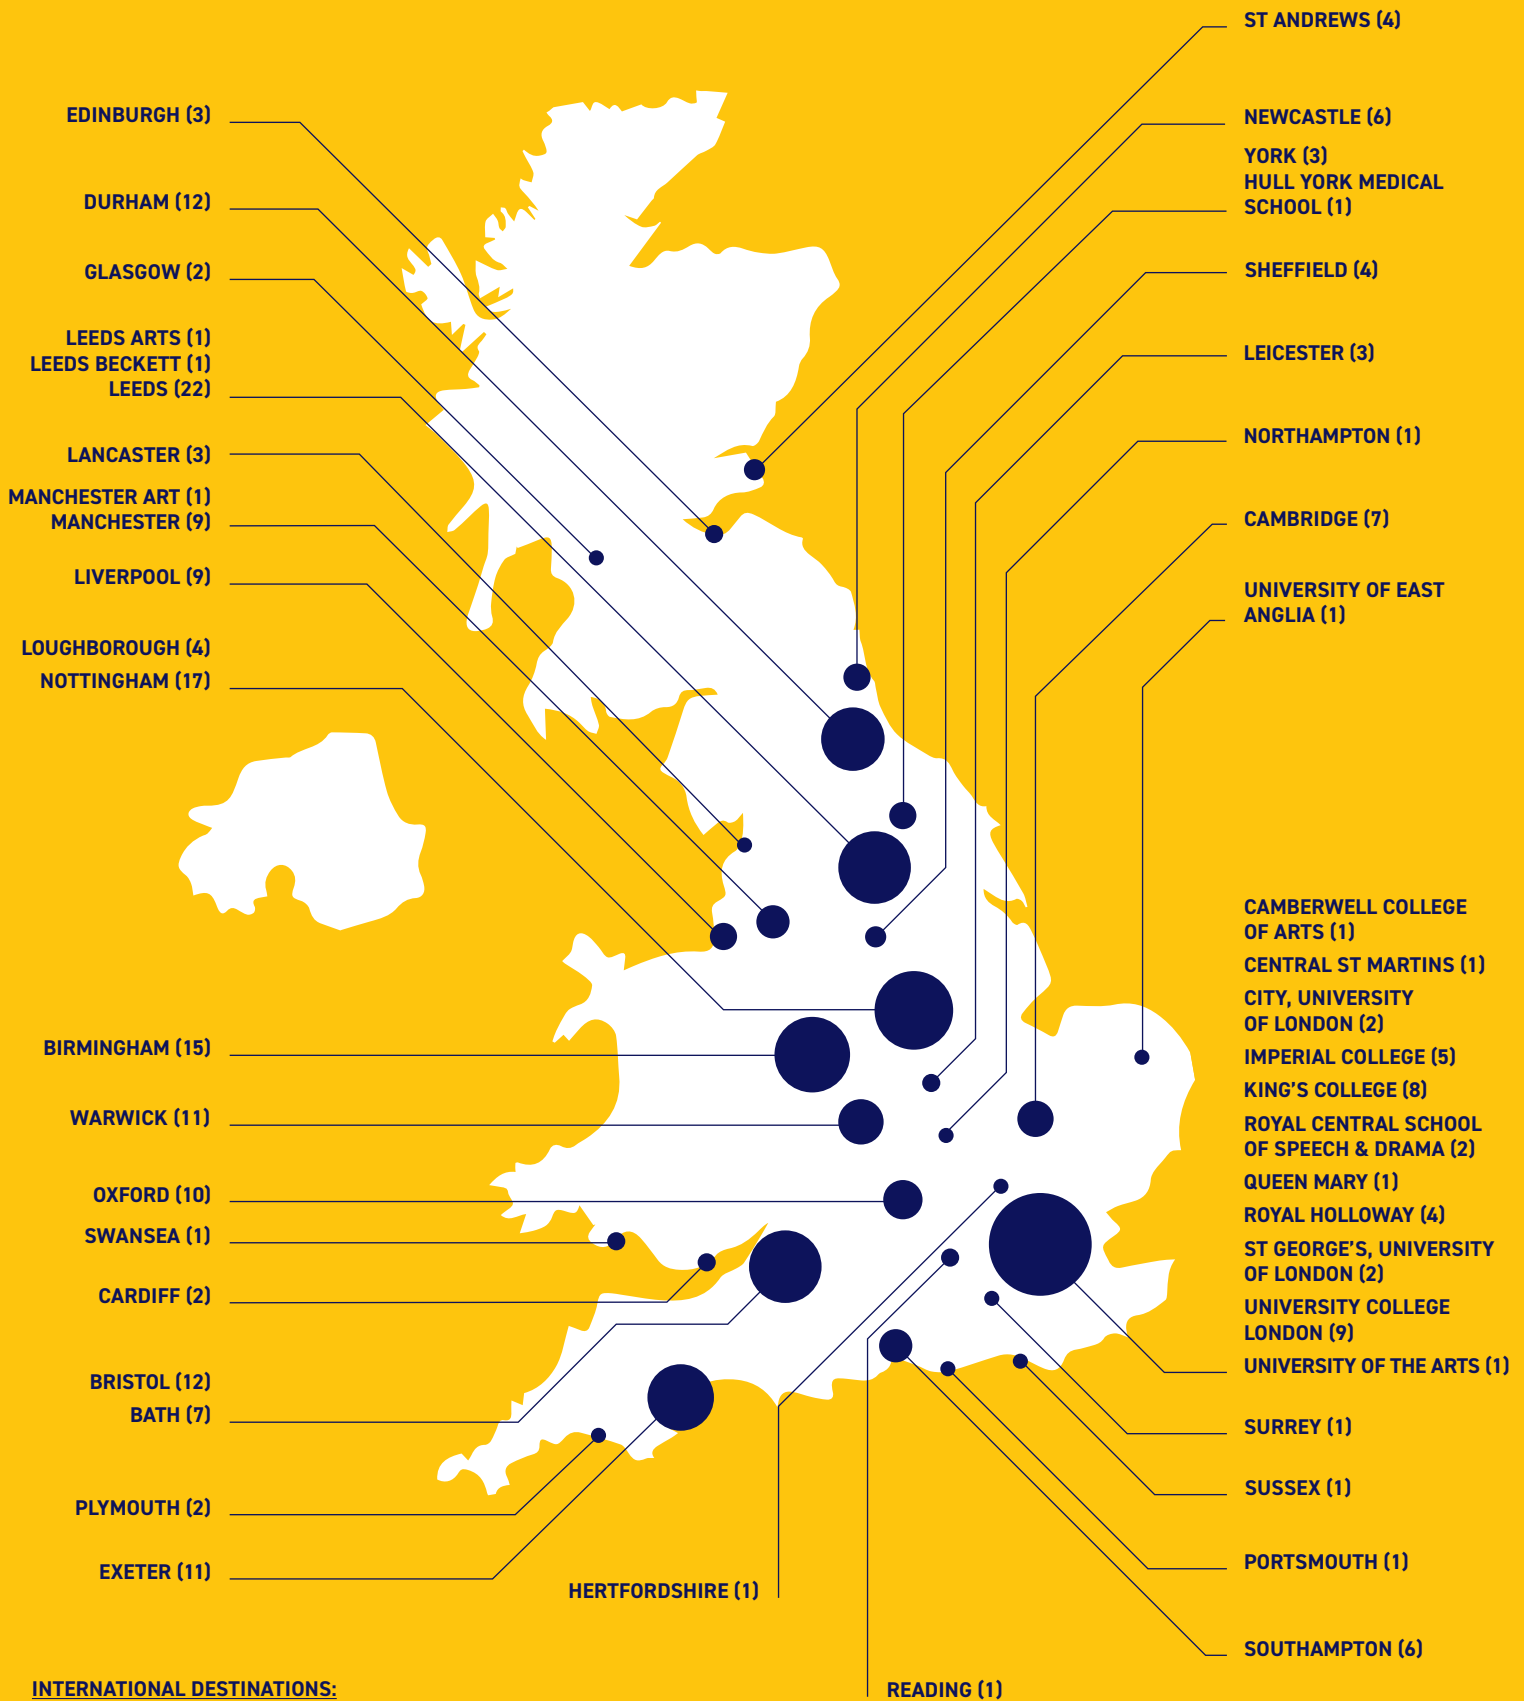 EDINBURGH (3)
DURHAM (12)
GLASGOW (2)
LEEDS ARTS (1)
LEEDS BECKETT (1)
LEEDS (22)
LANCASTER (3)
MANCHESTER ART (1)
MANCHESTER (9)
LIVERPOOL (9)
LOUGHBOROUGH (4)
NOTTINGHAM (17)
BIRMINGHAM (15)
WARWICK (11)
OXFORD (10)
SWANSEA (1)
CARDIFF (2)
BRISTOL (12)
BATH (7)
PLYMOUTH (2)
EXETER (11)
HERTFORDSHIRE (1)
INTERNATIONAL DESTINATIONS:
ST ANDREWS (4)
NEWCASTLE (6)
YORK (3)
HULL YORK MEDICAL
SCHOOL (1)
SHEFFIELD (4)
LEICESTER (3)
NORTHAMPTON (1)
CAMBRIDGE (7)
UNIVERSITY OF EAST
ANGLIA (1)
CAMBERWELL COLLEGE
OF ARTS (1)
CENTRAL ST MARTINS (1)
CITY, UNIVERSITY
OF LONDON (2)
IMPERIAL COLLEGE (5)
KING'S COLLEGE (8)
ROYAL CENTRAL SCHOOL
OF SPEECH & DRAMA (2)
QUEEN MARY (1)
ROYAL HOLLOWAY (4)
ST GEORGE'S, UNIVERSITY
OF LONDON (2)
UNIVERSITY COLLEGE
LONDON (9)
UNIVERSITY OF THE ARTS (1)
SURREY (1)
SUSSEX (1)
PORTSMOUTH (1)
SOUTHAMPTON (6)
READING (1)